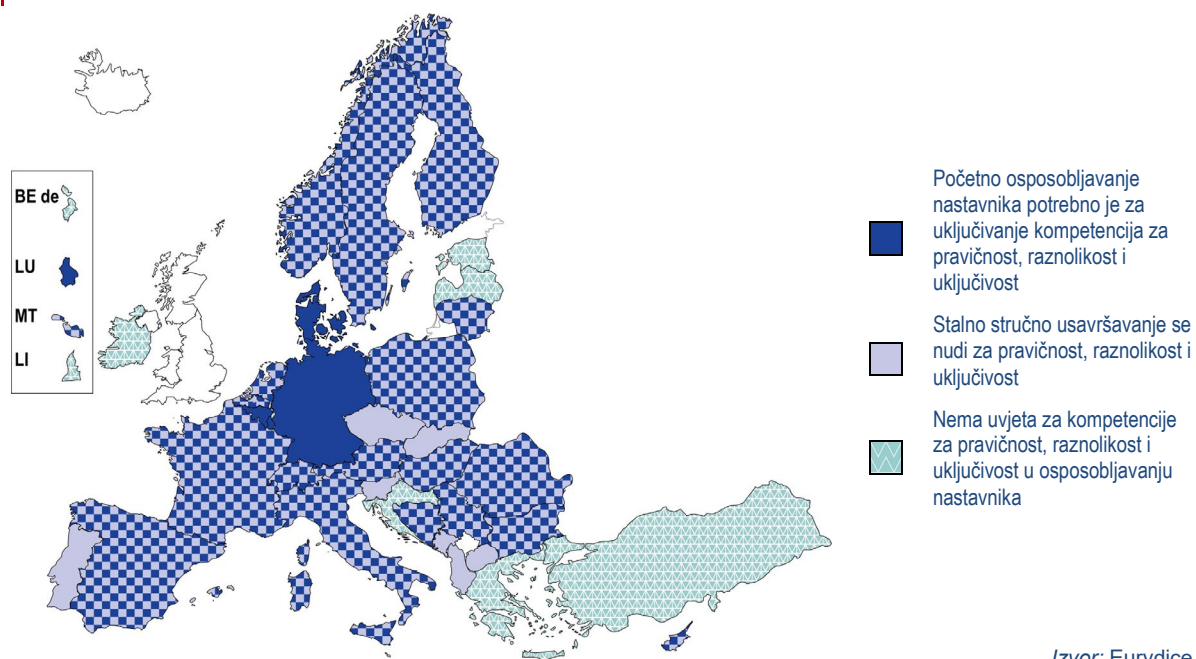 BE de
LU
MT
LI
Početno osposobljavanje
nastavnika potrebno je za
uključivanje kompetencija za
pravičnost, raznolikost i
uključivost
Stalno stručno usavršavanje se
nudi za pravičnost, raznolikost i
uključivost
Nema uvjeta za kompetencije
za pravičnost, raznolikost i
uključivost u osposobljavanju
nastavnika
Izvor: Eurydice